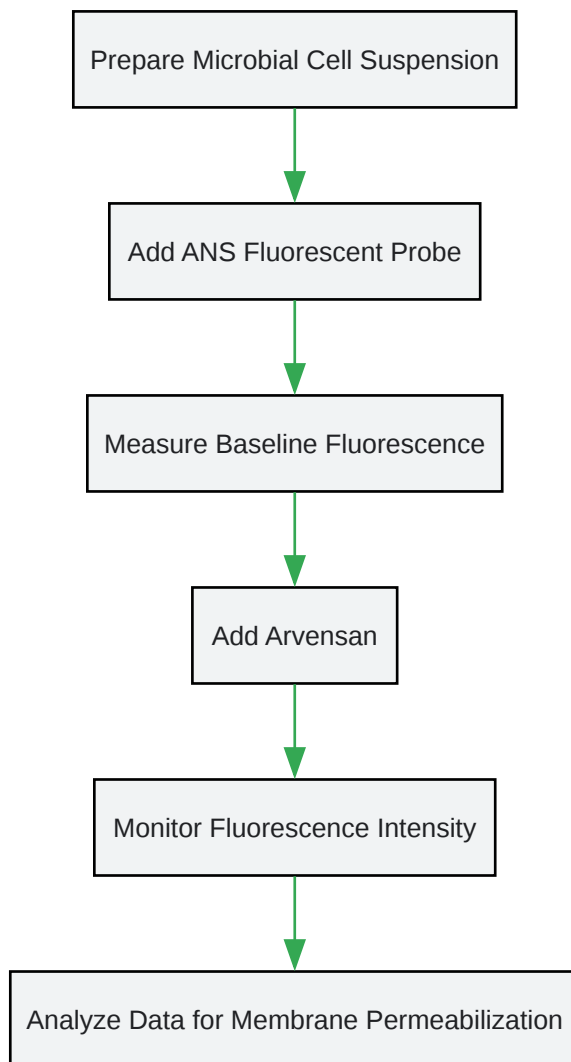 Prepare Microbial Cell Suspension
Add ANS Fluorescent Probe
Measure Baseline Fluorescence
Add Arvensan
Monitor Fluorescence Intensity
Analyze Data for Membrane Permeabilization